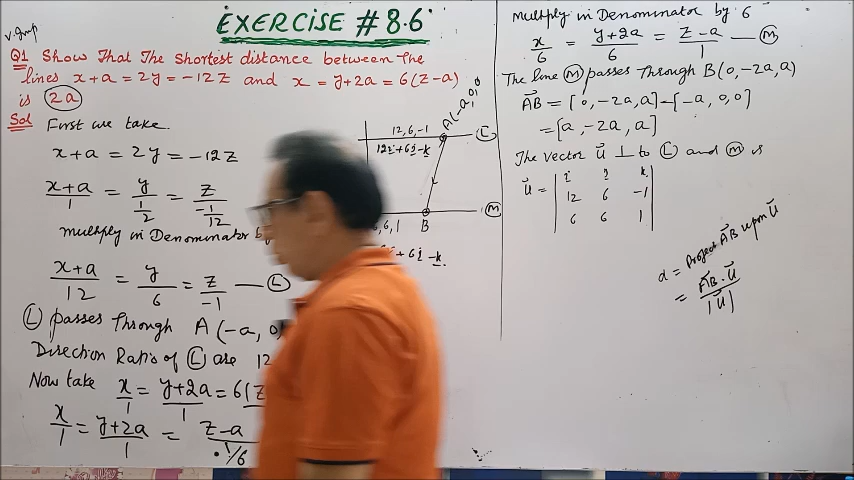 EXERCISE # 8.6
V. Imp
Q1 Show That The Shortest distance between the
lines x+a = 2y = -12z and x = y+2a = 6(z-a)
is 2a
Sol First we take.
x+a = 2y = -12z
x+a/1 = y/1/2 = z/-1/12
multiply in Denominator by
x+a/12 = y/6 = z/-1 — L
L passes Through A(-a, 0
Direction Ratios of L are 12
Now take x/1 = y+2a/1 = 6(z
x/1 = y+2a/1 = z-a/1/6
12, 6, -1
12i+6j-k
A(-a,0,0
L
M
6, 1
B
+ 6j -k
Multiply in Denominator by 6
x/6 = y+2a/6 = z-a/1 — M
The line M passes Through B(0, -2a, a)
AB = [0, -2a, a] - [-a, 0, 0]
= [a, -2a, a]
The vector u ⊥ to L and M is
u = | i j k
12 6 -1
6 6 1 |
d = Project AB upon u
= AB . u / |u|